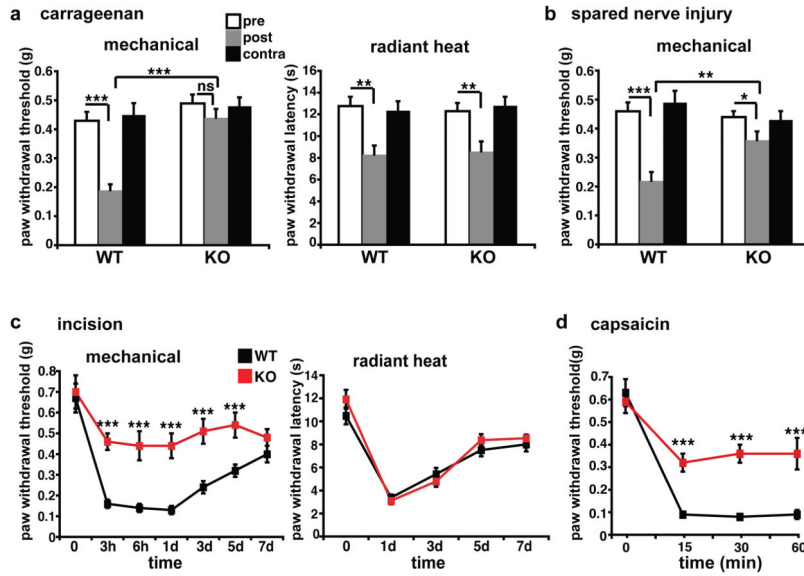 a carrageenan
pre
post
contra
mechanical
paw withdrawal threshold (g)
0.6
0.5
0.4
0.3
0.2
0.1
0
***
***
ns
WT KO
radiant heat
paw withdrawal latency (s)
16
14
12
10
8
6
4
2
0
**
**
WT KO
b spared nerve injury
mechanical
paw withdrawal threshold (g)
0.6
0.5
0.4
0.3
0.2
0.1
0
***
**
*
WT KO
c incision
mechanical
WT
KO
paw withdrawal threshold (g)
0.8
0.7
0.6
0.5
0.4
0.3
0.2
0.1
0
*** *** *** *** ***
0 3h 6h 1d 3d 5d 7d
time
radiant heat
paw withdrawal latency (s)
14
12
10
8
6
4
2
0
0 1d 3d 5d 7d
time
d capsaicin
paw withdrawal threshold(g)
0.7
0.6
0.5
0.4
0.3
0.2
0.1
0
*** *** ***
0 15 30 60
time (min)